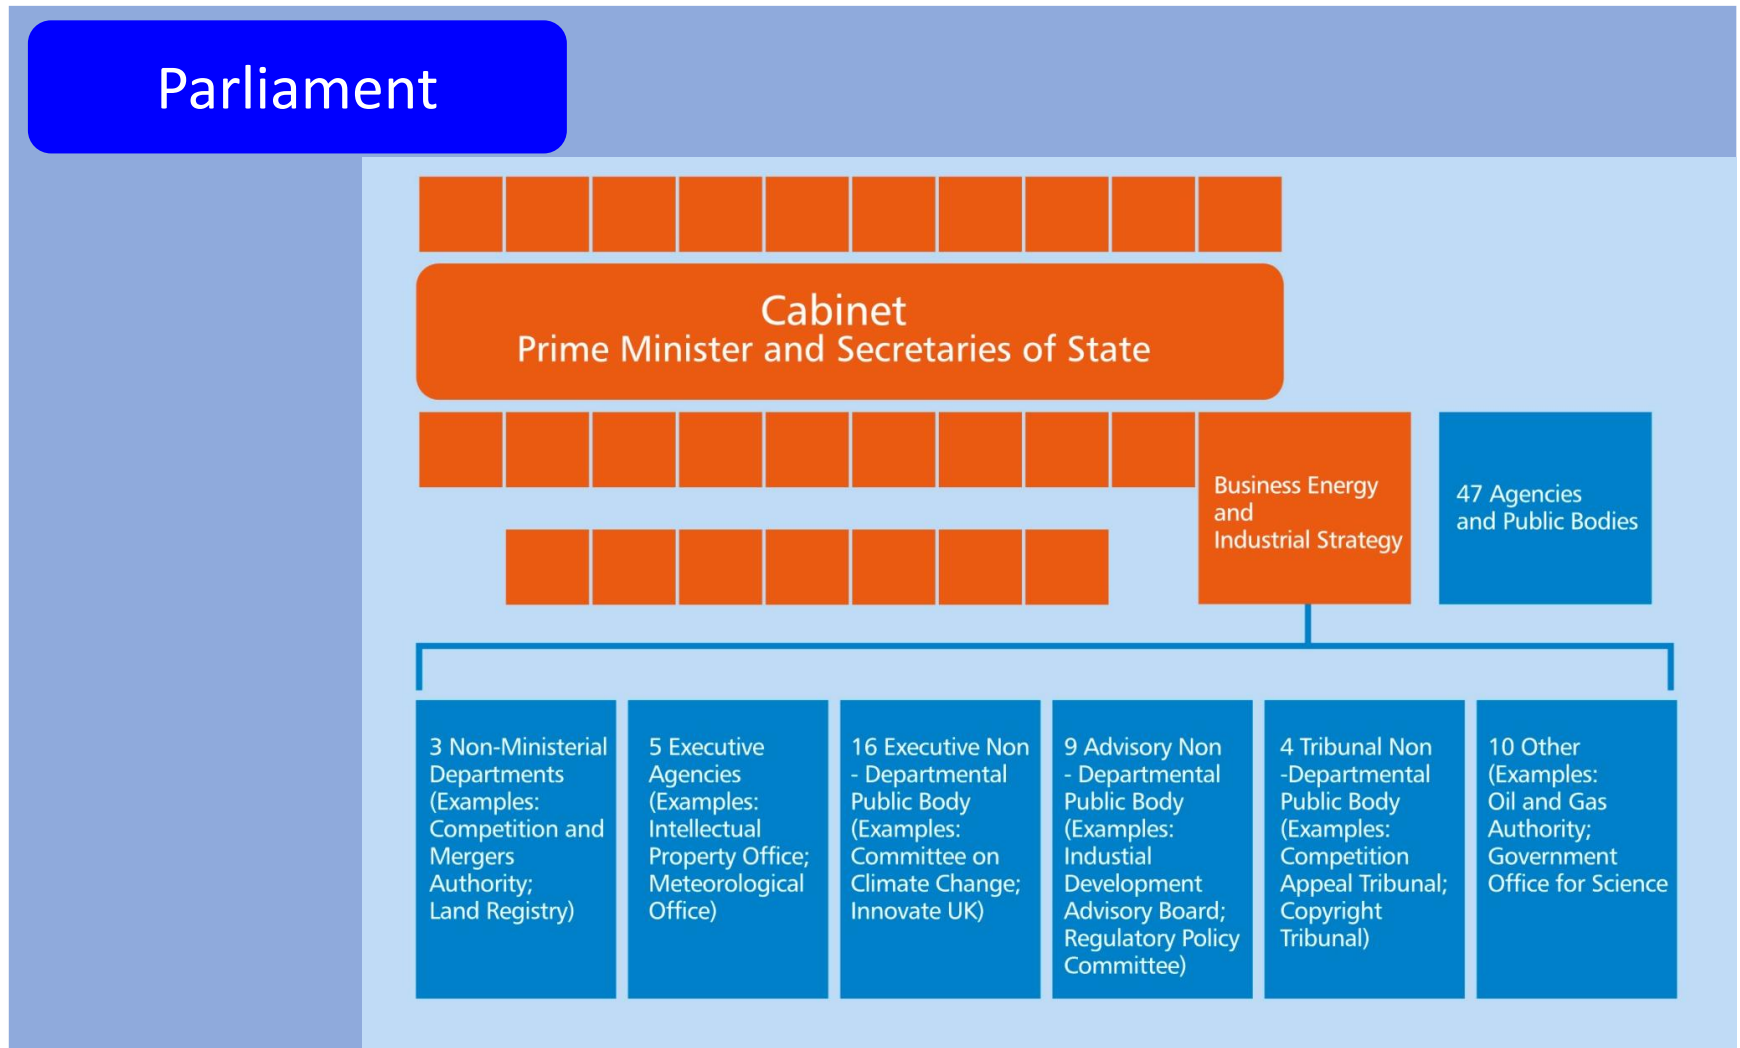 Parliament
Cabinet
Prime Minister and Secretaries of State
Business Energy
and
Industrial Strategy
47 Agencies
and Public Bodies
3 Non-Ministerial
Departments
(Examples:
Competition and
Mergers
Authority;
Land Registry)
5 Executive
Agencies
(Examples:
Intellectual
Property Office;
Meteorological
Office)
16 Executive Non
- Departmental
Public Body
(Examples:
Committee on
Climate Change;
Innovate UK)
9 Advisory Non
- Departmental
Public Body
(Examples:
Industial
Development
Advisory Board;
Regulatory Policy
Committee)
4 Tribunal Non
-Departmental
Public Body
(Examples:
Competition
Appeal Tribunal;
Copyright
Tribunal)
10 Other
(Examples:
Oil and Gas
Authority;
Government
Office for Science